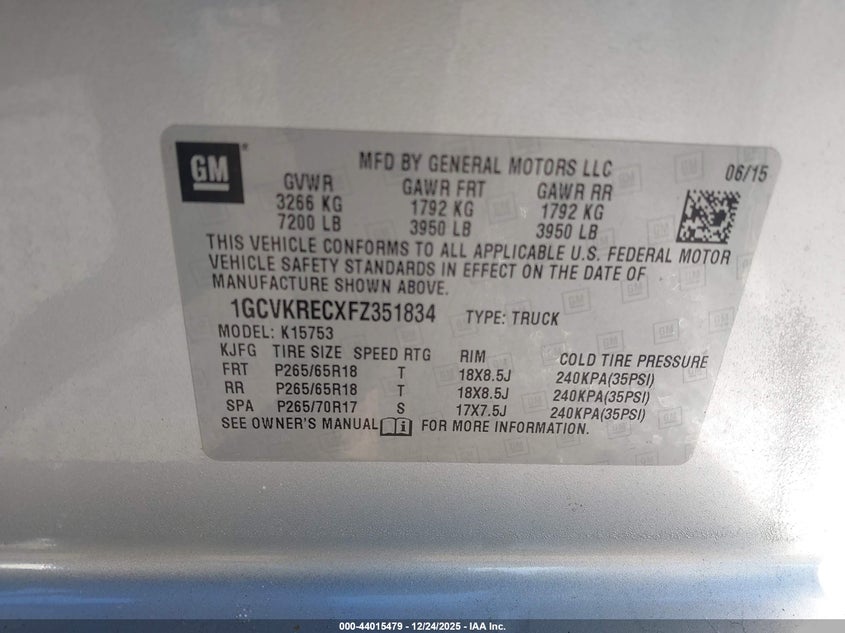 GM
MFD BY GENERAL MOTORS LLC
06/15
GVWR GAWR FRT GAWR RR
3266 KG 1792 KG 1792 KG
7200 LB 3950 LB 3950 LB
THIS VEHICLE CONFORMS TO ALL APPLICABLE U.S. FEDERAL MOTOR
VEHICLE SAFETY STANDARDS IN EFFECT ON THE DATE OF
MANUFACTURE SHOWN ABOVE.
1GCVKRECXFZ351834 TYPE: TRUCK
MODEL: K15753
KJFG TIRE SIZE SPEED RTG RIM COLD TIRE PRESSURE
FRT P265/65R18 T 18X8.5J 240KPA(35PSI)
RR P265/65R18 T 18X8.5J 240KPA(35PSI)
SPA P265/70R17 S 17X7.5J 240KPA(35PSI)
SEE OWNER'S MANUAL i FOR MORE INFORMATION.
000-44015479 - 12/24/2025 - IAA Inc.